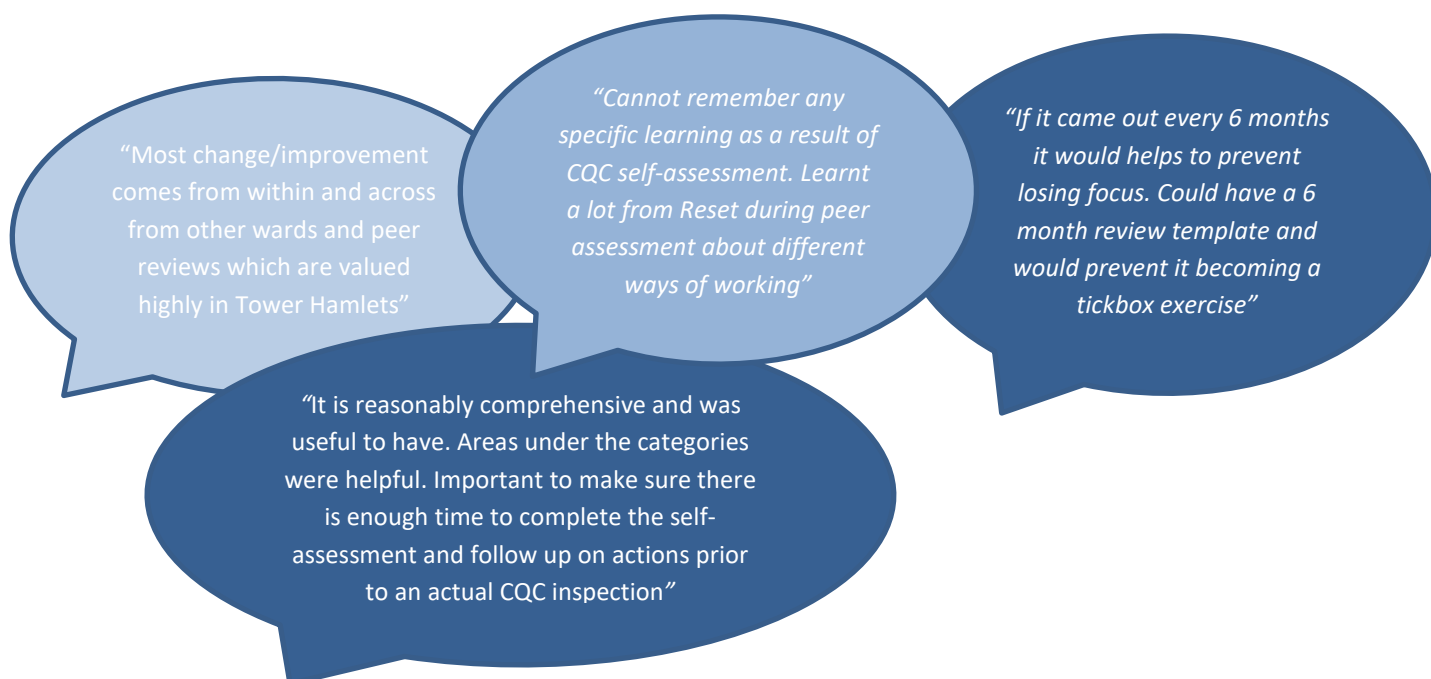 “Most change/improvement
comes from within and across
from other wards and peer
reviews which are valued
highly in Tower Hamlets”
“Cannot remember any
specific learning as a result of
CQC self-assessment. Learnt
a lot from Reset during peer
assessment about different
ways of working”
“If it came out every 6 months
it would helps to prevent
losing focus. Could have a 6
month review template and
would prevent it becoming a
tickbox exercise”
“It is reasonably comprehensive and was
useful to have. Areas under the categories
were helpful. Important to make sure there
is enough time to complete the self-
assessment and follow up on actions prior
to an actual CQC inspection”